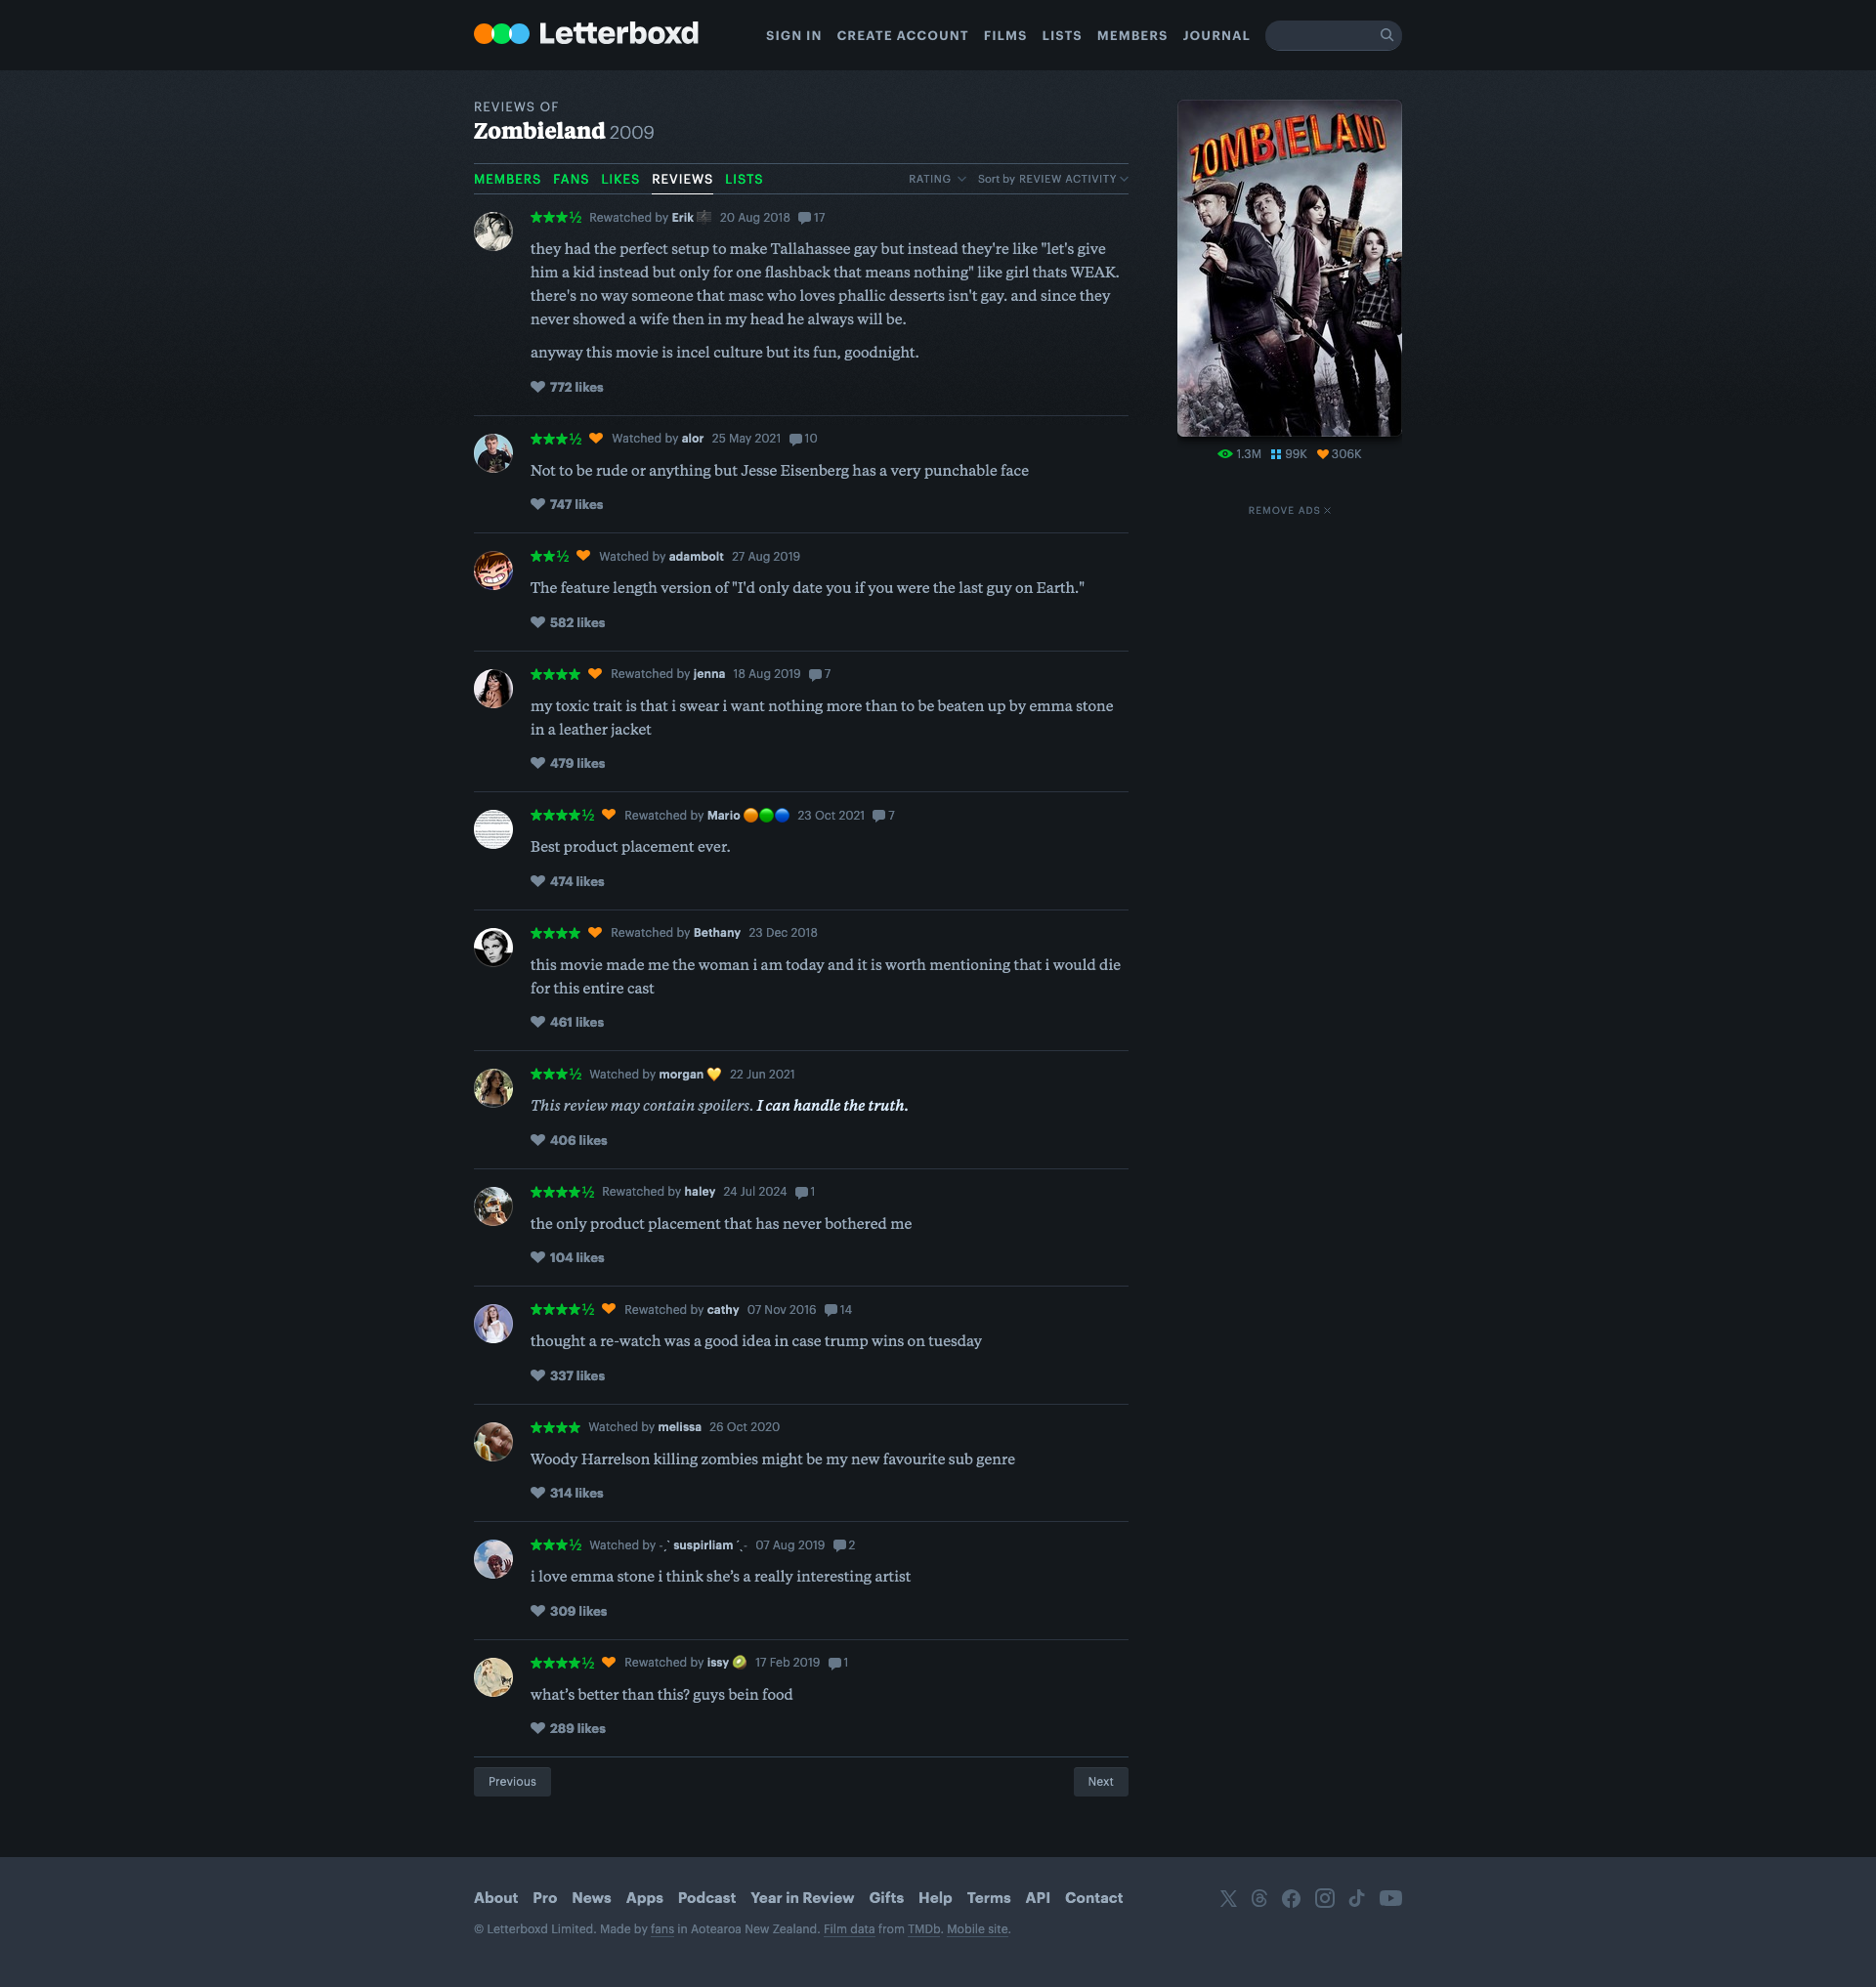 Letterboxd
SIGN IN CREATE ACCOUNT FILMS LISTS MEMBERS JOURNAL
REVIEWS OF
Zombieland 2009
MEMBERS FANS LIKES REVIEWS LISTS RATING Sort by REVIEW ACTIVITY
★★★½ Rewatched by Erik 20 Aug 2018 17
they had the perfect setup to make Tallahassee gay but instead they're like "let's give
him a kid instead but only for one flashback that means nothing" like girl thats WEAK.
there's no way someone that masc who loves phallic desserts isn't gay. and since they
never showed a wife then in my head he always will be.
anyway this movie is incel culture but its fun, goodnight.
772 likes
★★★½ Watched by alor 25 May 2021 10
Not to be rude or anything but Jesse Eisenberg has a very punchable face
747 likes
★★½ Watched by adambolt 27 Aug 2019
The feature length version of "I'd only date you if you were the last guy on Earth."
582 likes
★★★★ Rewatched by jenna 18 Aug 2019 7
my toxic trait is that i swear i want nothing more than to be beaten up by emma stone
in a leather jacket
479 likes
★★★★½ Rewatched by Mario 🟠🟢🔵 23 Oct 2021 7
Best product placement ever.
474 likes
★★★★ Rewatched by Bethany 23 Dec 2018
this movie made me the woman i am today and it is worth mentioning that i would die
for this entire cast
461 likes
★★★½ Watched by morgan 💛 22 Jun 2021
This review may contain spoilers. I can handle the truth.
406 likes
★★★★½ Rewatched by haley 24 Jul 2024 1
the only product placement that has never bothered me
104 likes
★★★★½ Rewatched by cathy 07 Nov 2016 14
thought a re-watch was a good idea in case trump wins on tuesday
337 likes
★★★★ Watched by melissa 26 Oct 2020
Woody Harrelson killing zombies might be my new favourite sub genre
314 likes
★★★½ Watched by -ˏˋ suspirliam ˊˎ- 07 Aug 2019 2
i love emma stone i think she's a really interesting artist
309 likes
★★★★½ Rewatched by issy 🥝 17 Feb 2019 1
what's better than this? guys bein food
289 likes
Previous Next
ZOMBIELAND
1.3M 99K 306K
REMOVE ADS
About Pro News Apps Podcast Year in Review Gifts Help Terms API Contact
© Letterboxd Limited. Made by fans in Aotearoa New Zealand. Film data from TMDb. Mobile site.